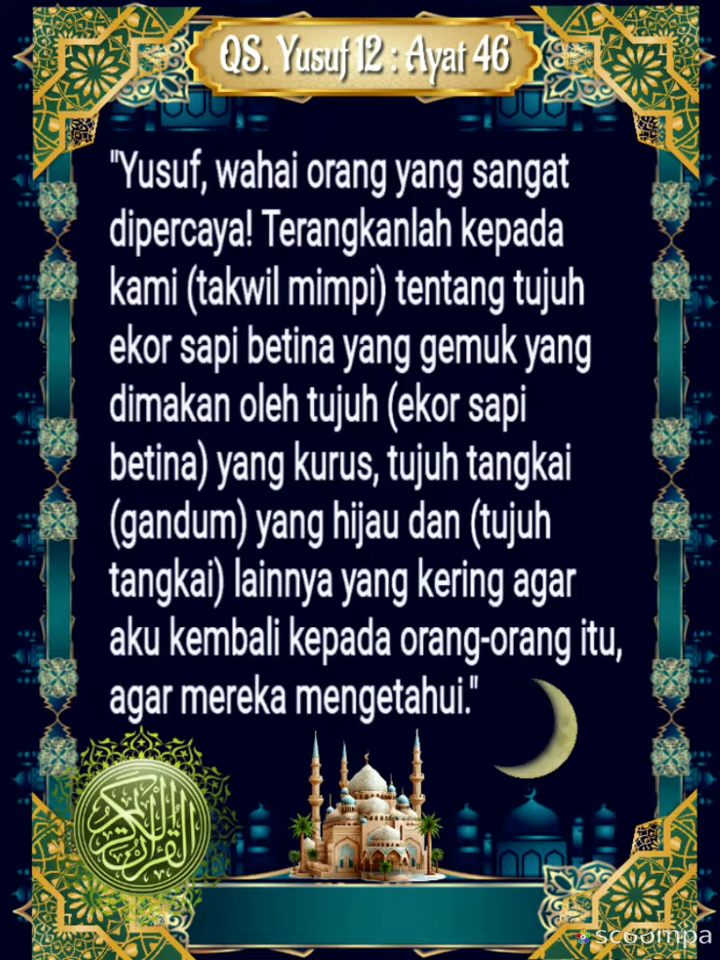 QS. Yusuf 12 : Ayat 46
"Yusuf, wahai orang yang sangat
dipercaya! Terangkanlah kepada
kami (takwil mimpi) tentang tujuh
ekor sapi betina yang gemuk yang
dimakan oleh tujuh (ekor sapi
betina) yang kurus, tujuh tangkai
(gandum) yang hijau dan (tujuh
tangkai) lainnya yang kering agar
aku kembali kepada orang-orang itu,
agar mereka mengetahui."
القرآن الكريم
scoompa